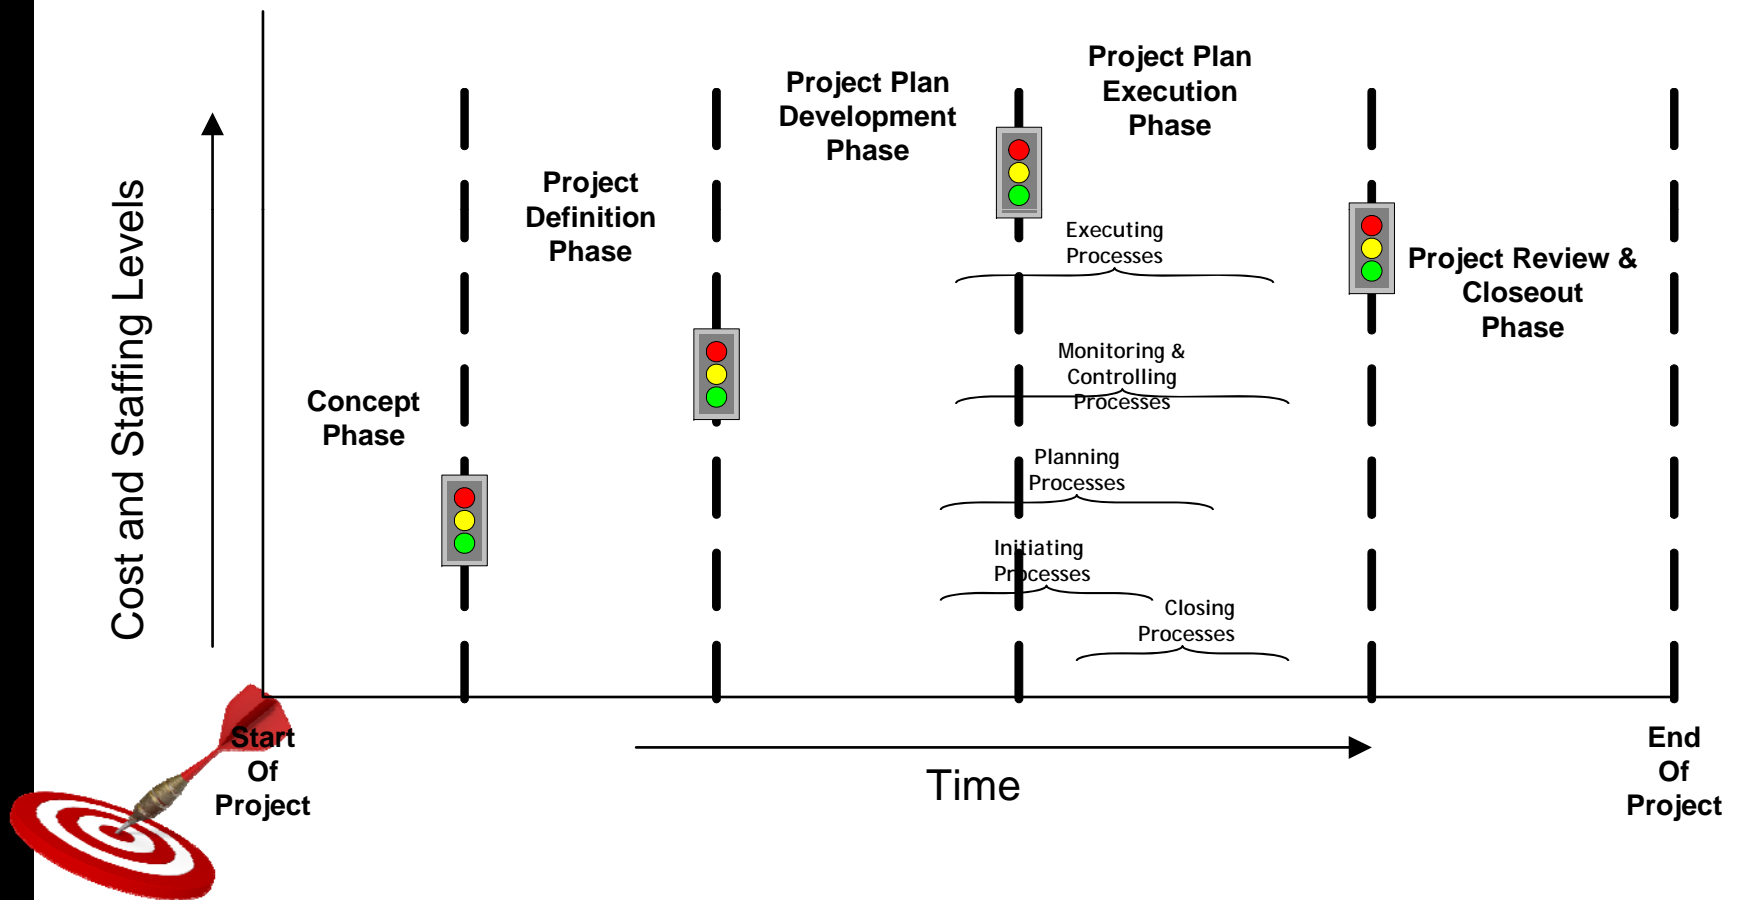 Project Plan
Execution
Phase
Project Plan
Development
Phase
Project
Definition
Phase
Concept
Phase
Project Review &
Closeout
Phase
Executing
Processes
Monitoring &
Controlling
Processes
Planning
Processes
Initiating
Processes
Closing
Processes
Cost and Staffing Levels
Start
Of
Project
Time
End
Of
Project